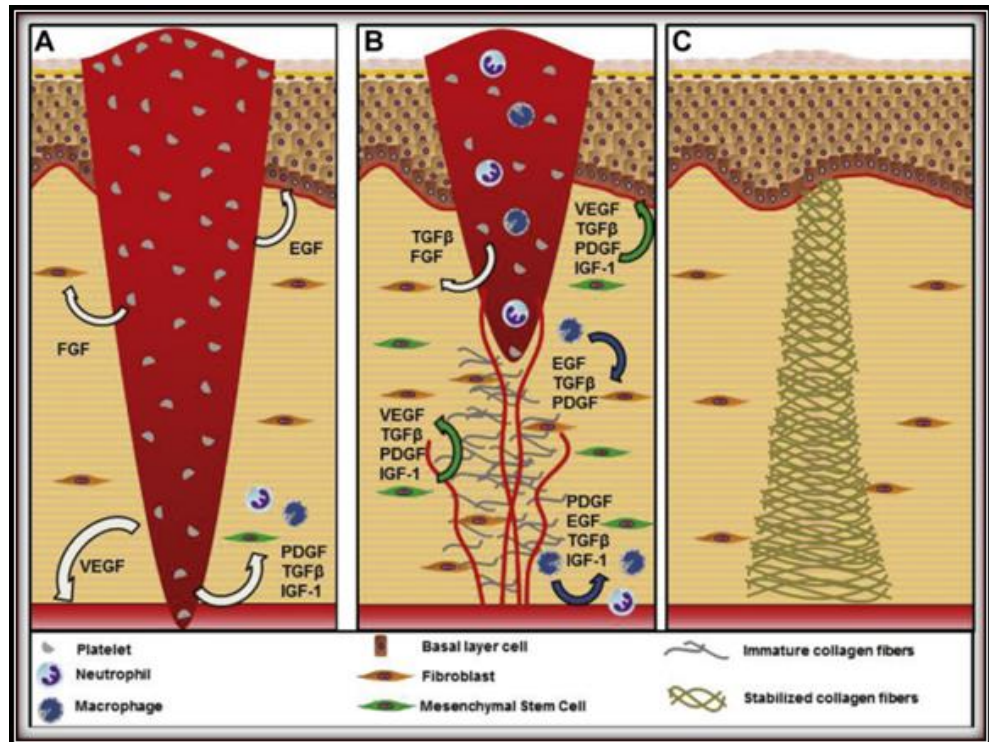 A
EGF
FGF
VEGF
PDGF
TGFβ
IGF-1
B
TGFβ
FGF
VEGF
TGFβ
PDGF
IGF-1
EGF
TGFβ
PDGF
VEGF
TGFβ
PDGF
IGF-1
PDGF
EGF
TGFβ
IGF-1
C
Platelet
Neutrophil
Macrophage
Basal layer cell
Fibroblast
Mesenchymal Stem Cell
Immature collagen fibers
Stabilized collagen fibers